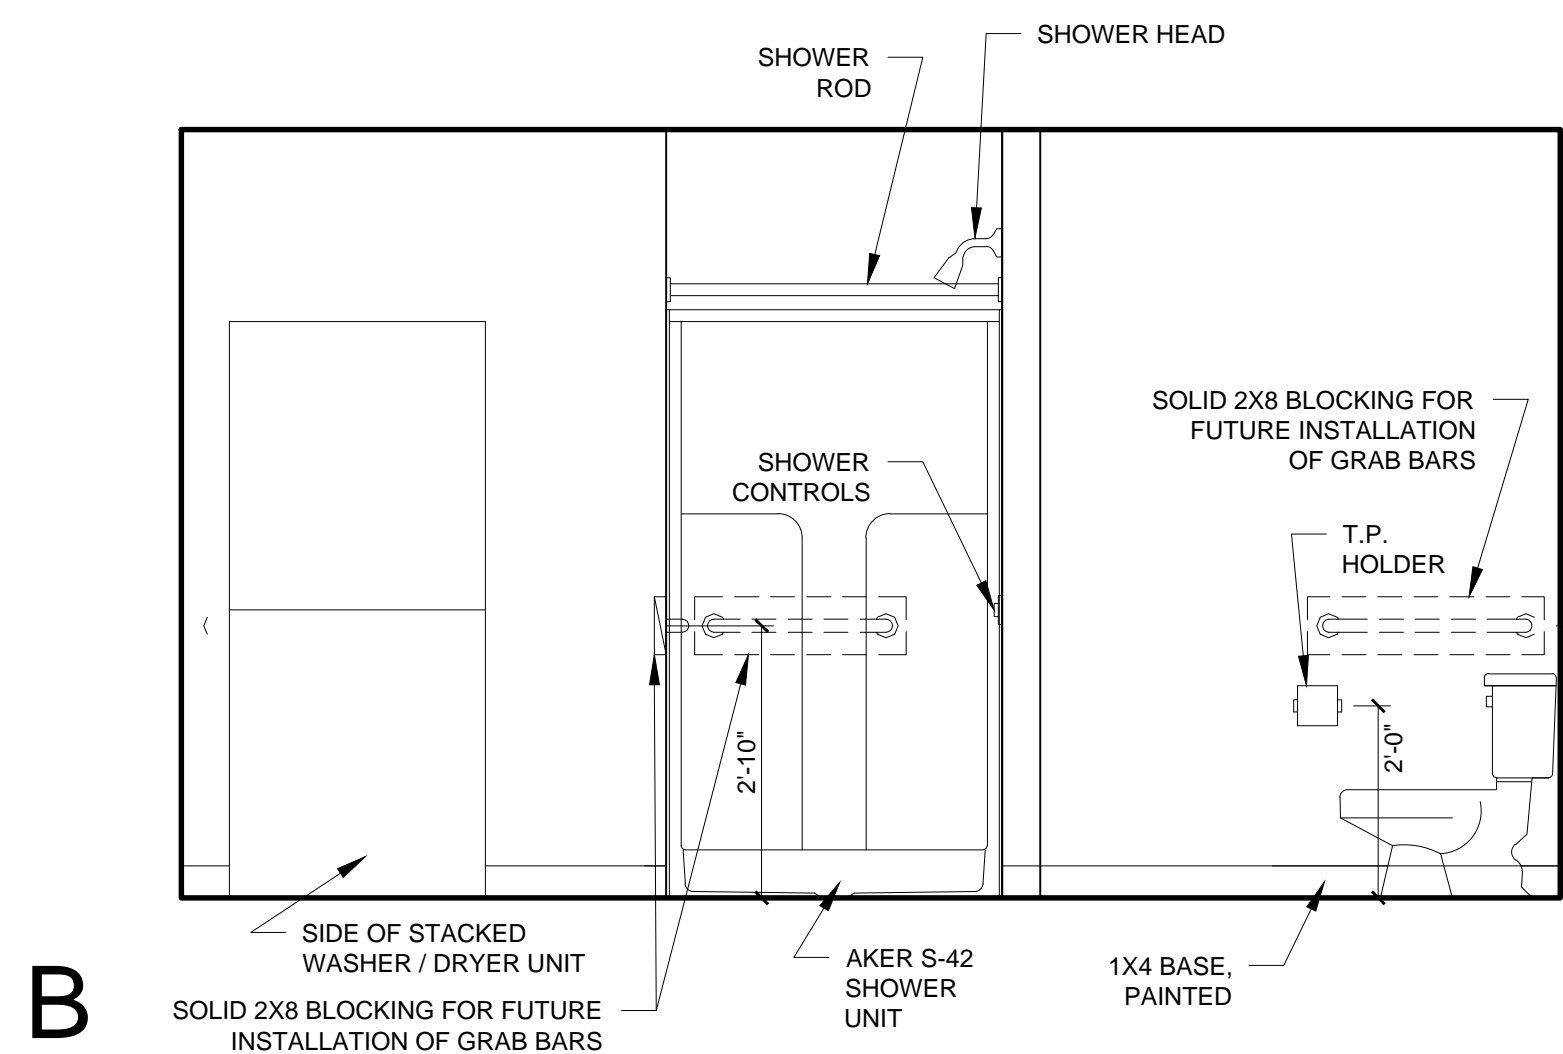 SHOWER HEAD
SHOWER
ROD
SOLID 2X8 BLOCKING FOR
FUTURE INSTALLATION
OF GRAB BARS
SHOWER
CONTROLS
T.P.
HOLDER
2'-10"
2'-0"
SIDE OF STACKED
WASHER / DRYER UNIT
AKER S-42
SHOWER
UNIT
1X4 BASE,
PAINTED
SOLID 2X8 BLOCKING FOR FUTURE
INSTALLATION OF GRAB BARS
B